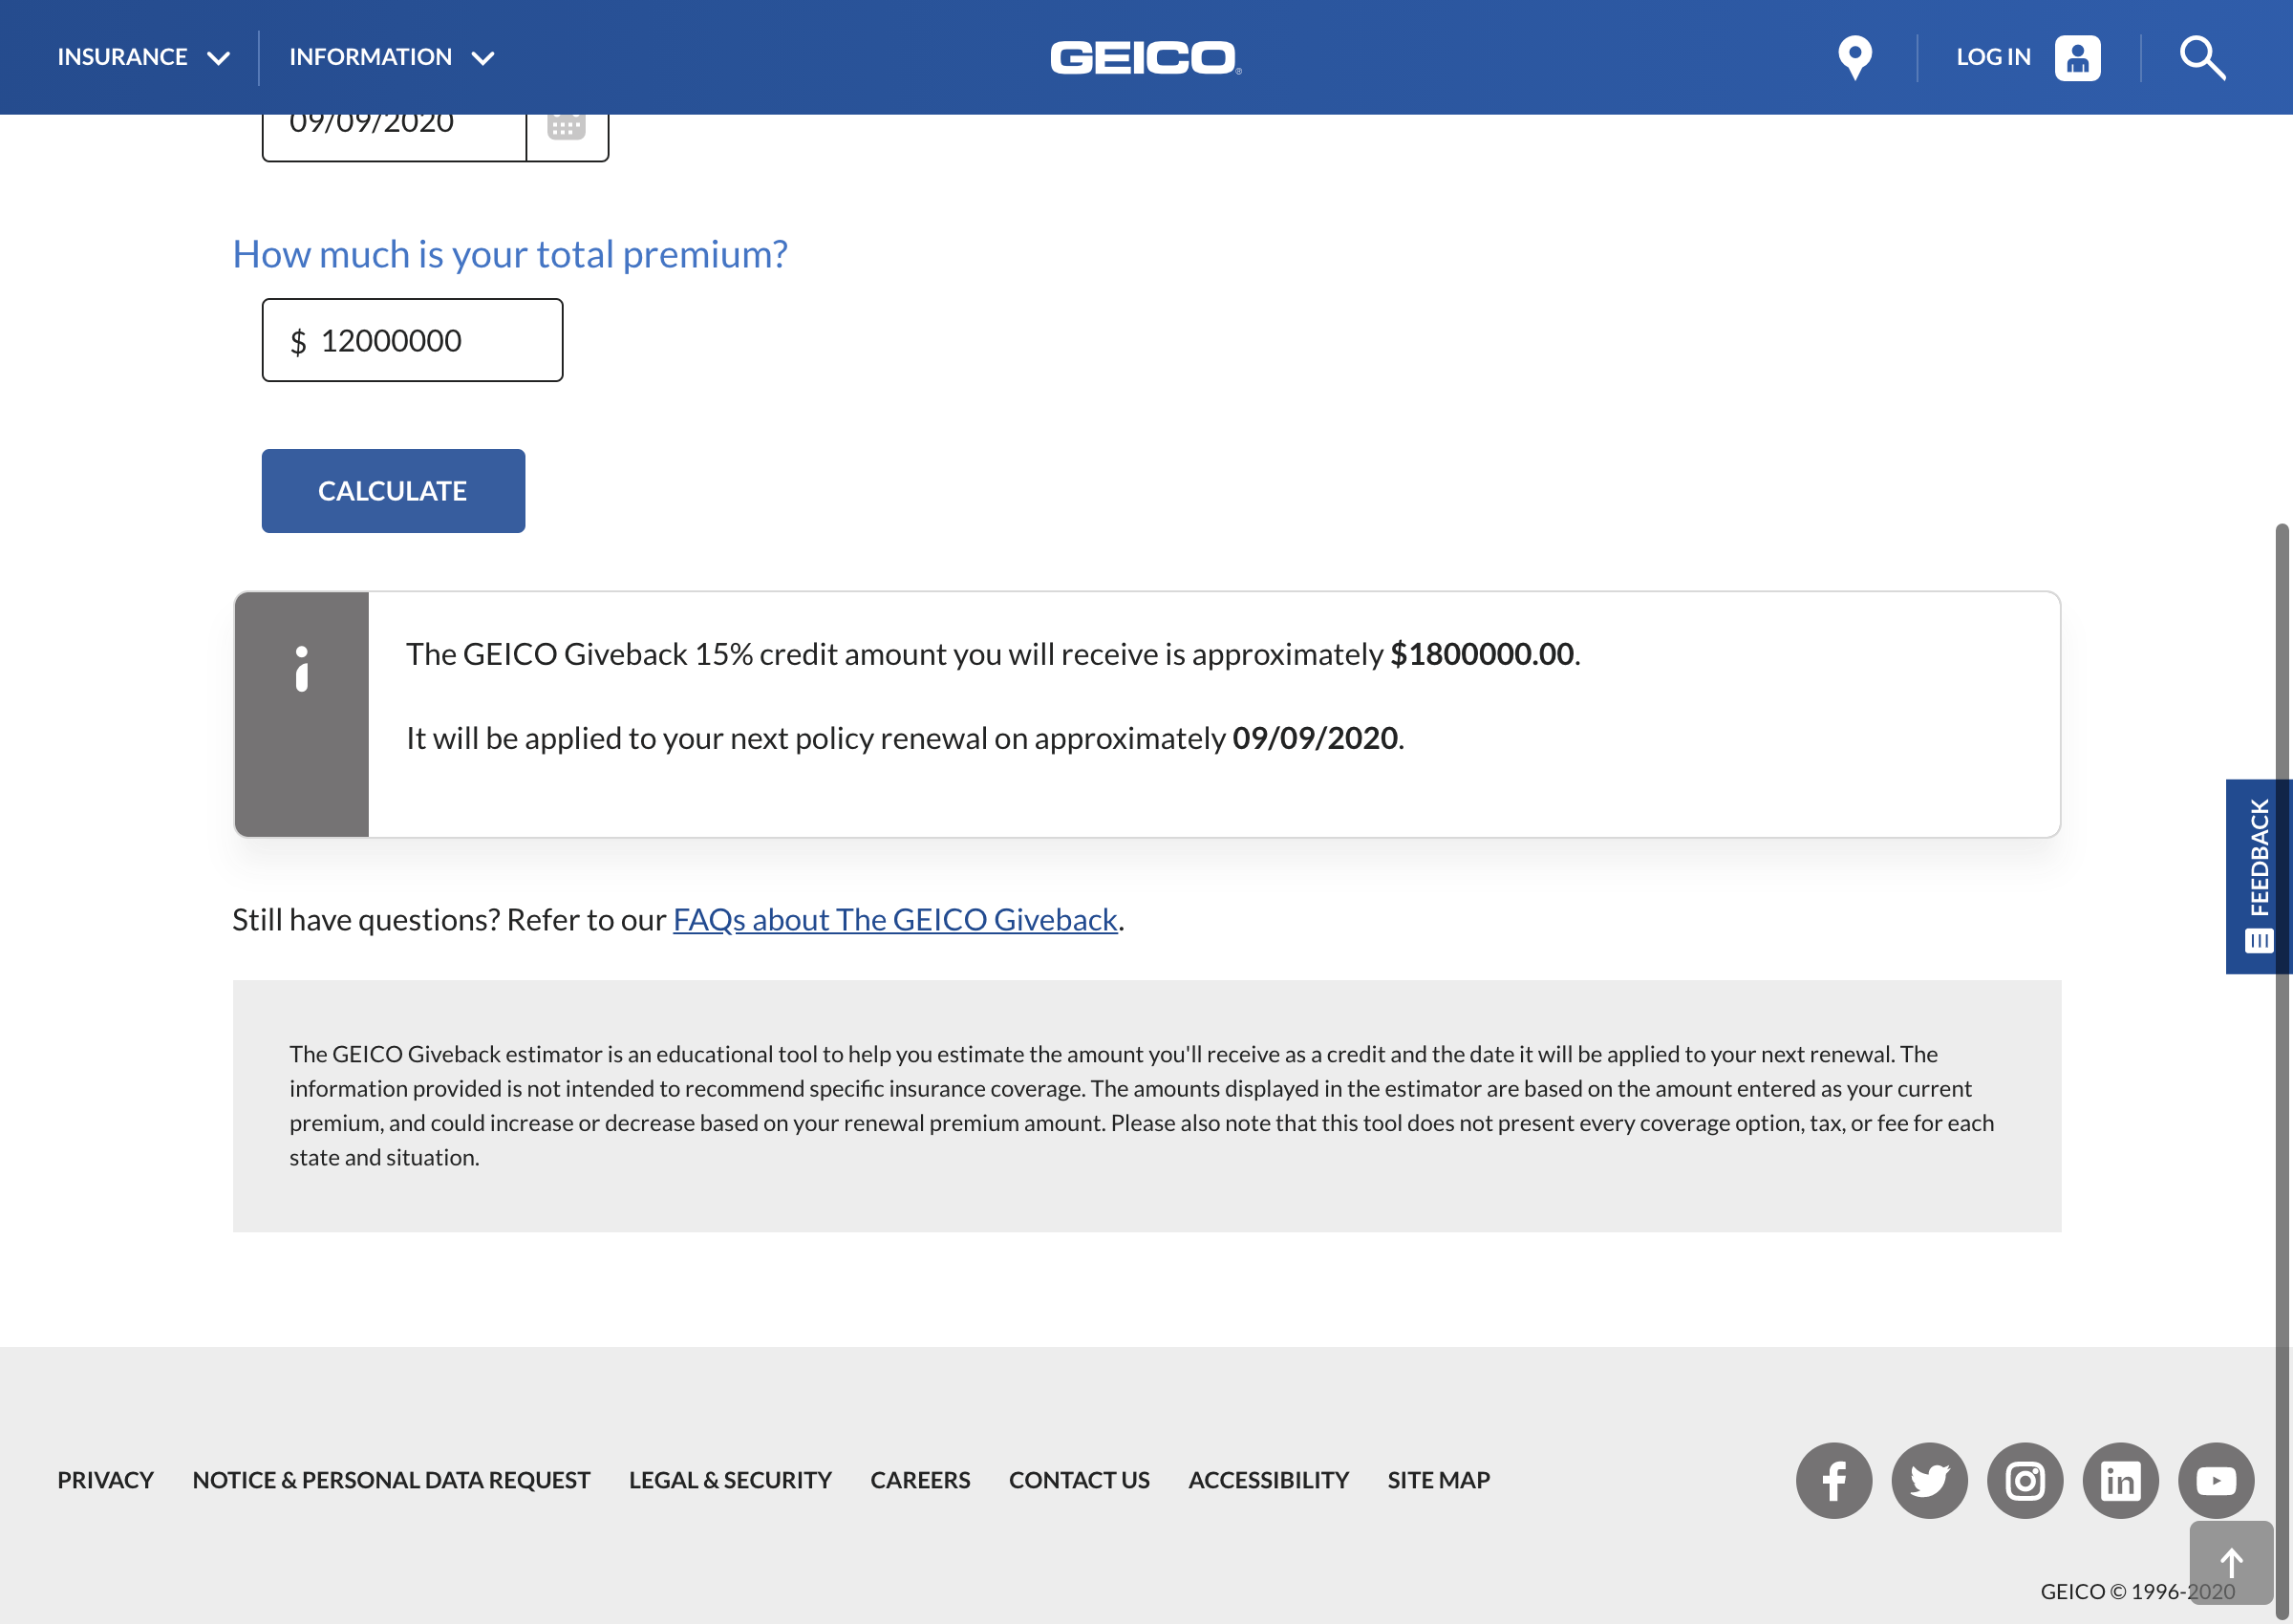 INSURANCE INFORMATION GEICO LOG IN
09/09/2020
How much is your total premium?
$ 12000000
CALCULATE
The GEICO Giveback 15% credit amount you will receive is approximately $1800000.00.
It will be applied to your next policy renewal on approximately 09/09/2020.
FEEDBACK
Still have questions? Refer to our FAQs about The GEICO Giveback.
The GEICO Giveback estimator is an educational tool to help you estimate the amount you'll receive as a credit and the date it will be applied to your next renewal. The
information provided is not intended to recommend specific insurance coverage. The amounts displayed in the estimator are based on the amount entered as your current
premium, and could increase or decrease based on your renewal premium amount. Please also note that this tool does not present every coverage option, tax, or fee for each
state and situation.
PRIVACY NOTICE & PERSONAL DATA REQUEST LEGAL & SECURITY CAREERS CONTACT US ACCESSIBILITY SITE MAP
GEICO © 1996-2020